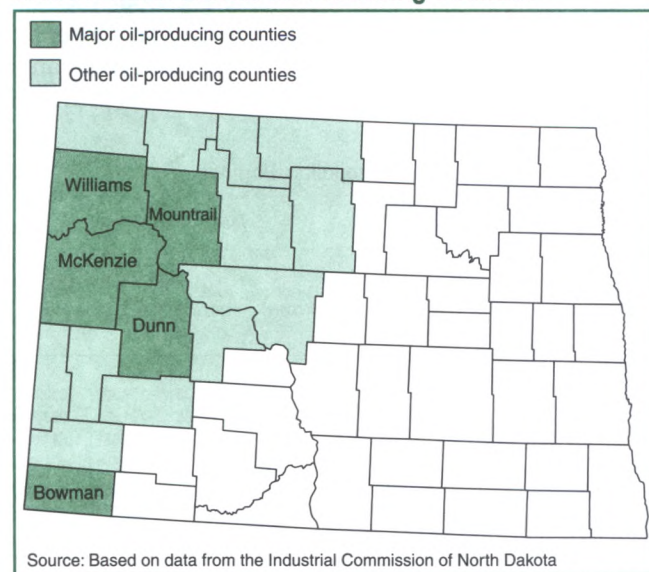 Major oil-producing counties
Other oil-producing counties
Williams
Mountrail
McKenzie
Dunn
Bowman
Source: Based on data from the Industrial Commission of North Dakota